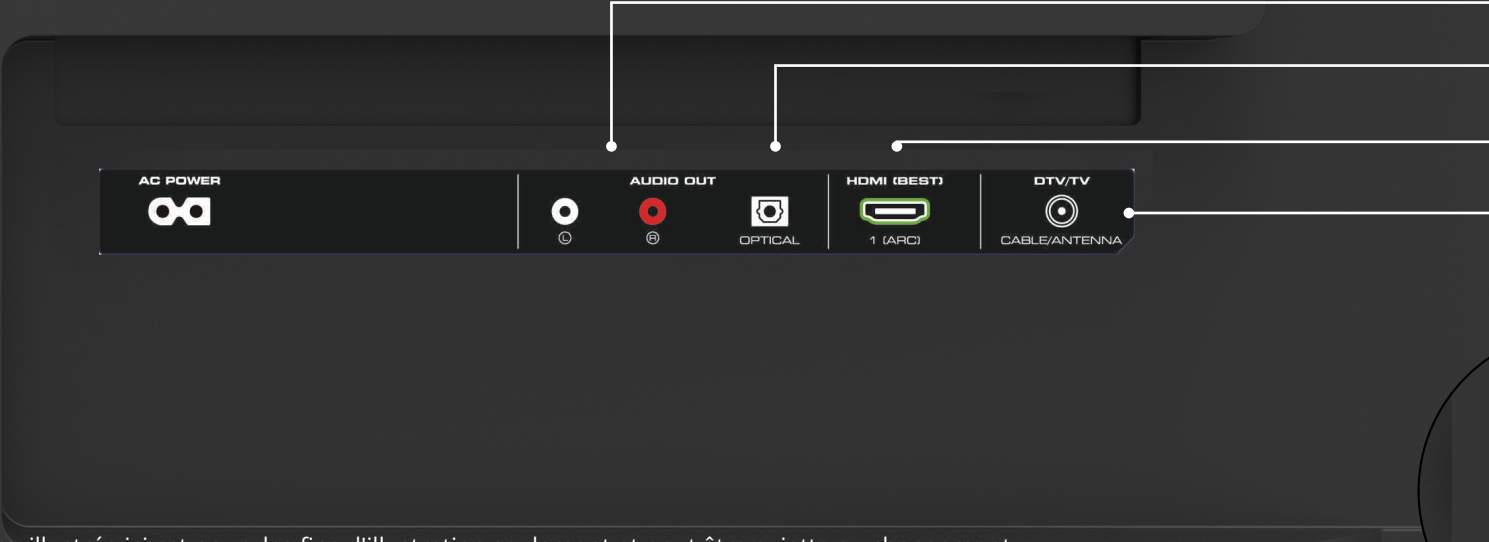 AC POWER
AUDIO OUT
HDMI (BEST)
DTV/TV
L
R
OPTICAL
1 (ARC)
CABLE/ANTENNA